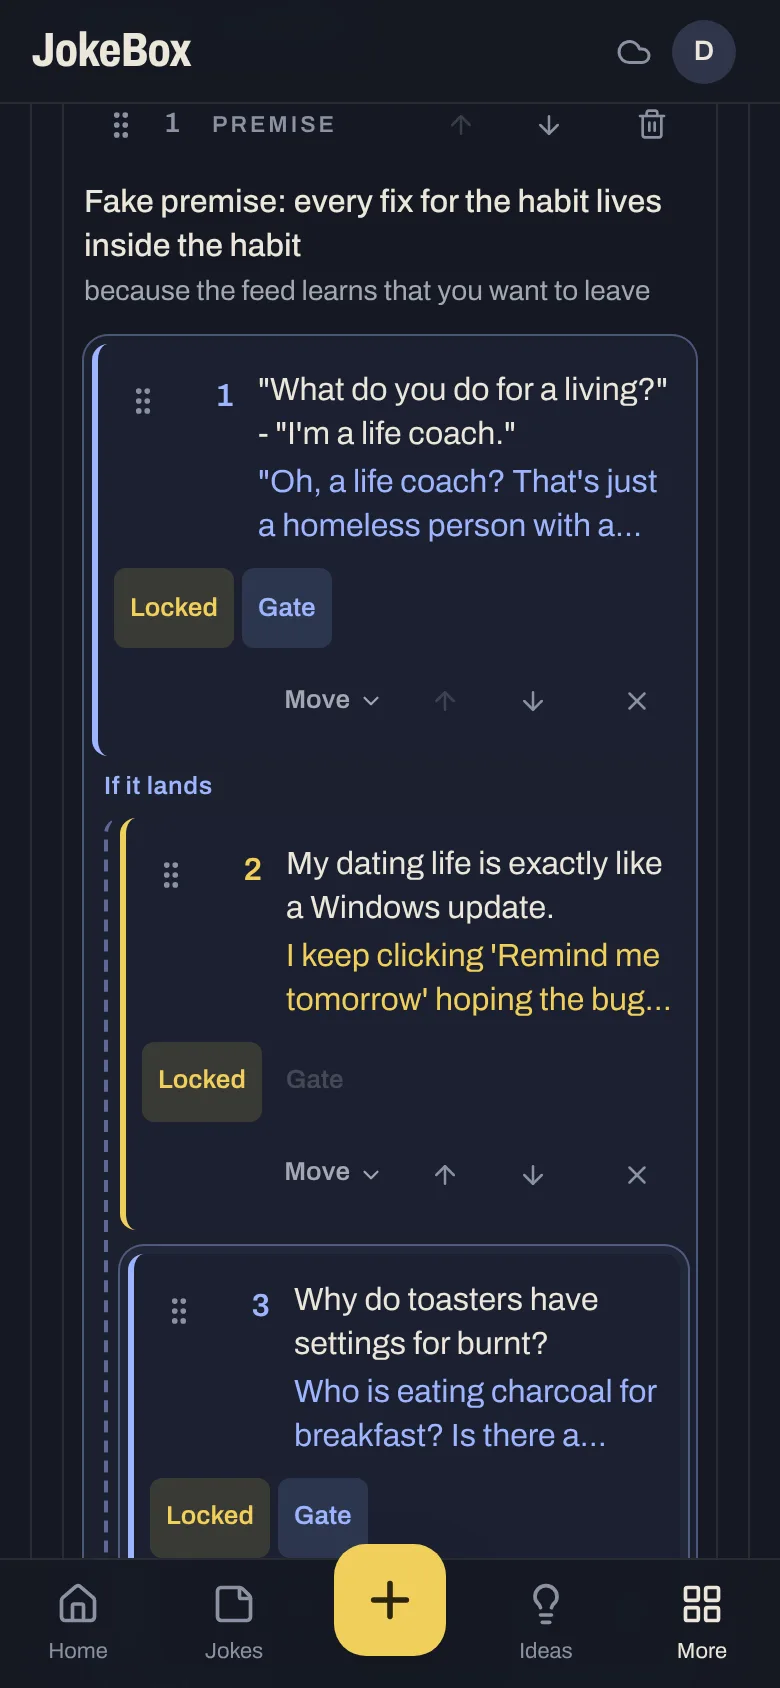 JokeBox
D
1 PREMISE
Fake premise: every fix for the habit lives
inside the habit
because the feed learns that you want to leave
1 "What do you do for a living?"
- "I'm a life coach."
"Oh, a life coach? That's just
a homeless person with a...
Locked Gate
Move
If it lands
2 My dating life is exactly like
a Windows update.
I keep clicking 'Remind me
tomorrow' hoping the bug...
Locked Gate
Move
3 Why do toasters have
settings for burnt?
Who is eating charcoal for
breakfast? Is there a...
Locked Gate
Home Jokes Ideas More